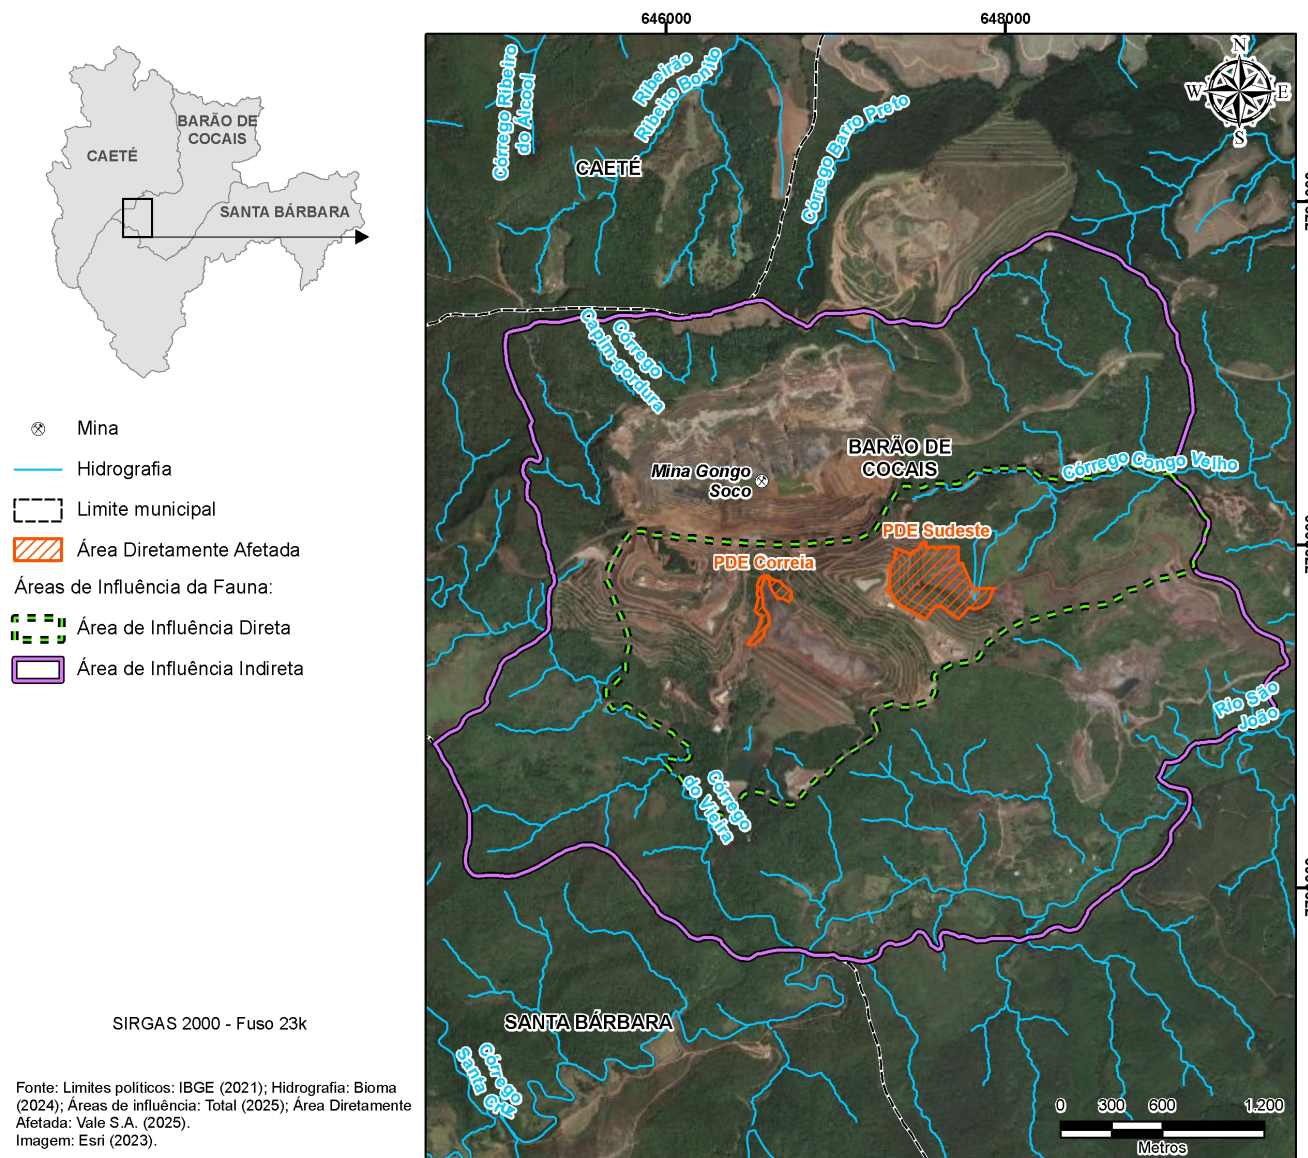 646000
648000
BARÃO DE
COCAIS
CAETÉ
SANTA BÁRBARA
Mina
Hidrografia
Limite municipal
Área Diretamente Afetada
Áreas de Influência da Fauna:
Área de Influência Direta
Área de Influência Indireta
SIRGAS 2000 - Fuso 23k
Fonte: Limites políticos: IBGE (2021); Hidrografia: Bioma
(2024); Áreas de influência: Total (2025); Área Diretamente
Afetada: Vale S.A. (2025).
Imagem: Esri (2023).
N
W
E
S
Córrego Ribeiro
do Álcool
Ribeirão
Ribeiro Bonito
CAETÉ
Córrego Barro Preto
Córrego
Capim-gordura
BARÃO DE
COCAIS
Mina Gongo
Soco
Córrego Congo Velho
PDE Sudeste
PDE Correia
Rio São
João
Córrego
do Vieira
SANTA BÁRBARA
Córrego
Santa Cruz
0 300 600 1.200
Metros